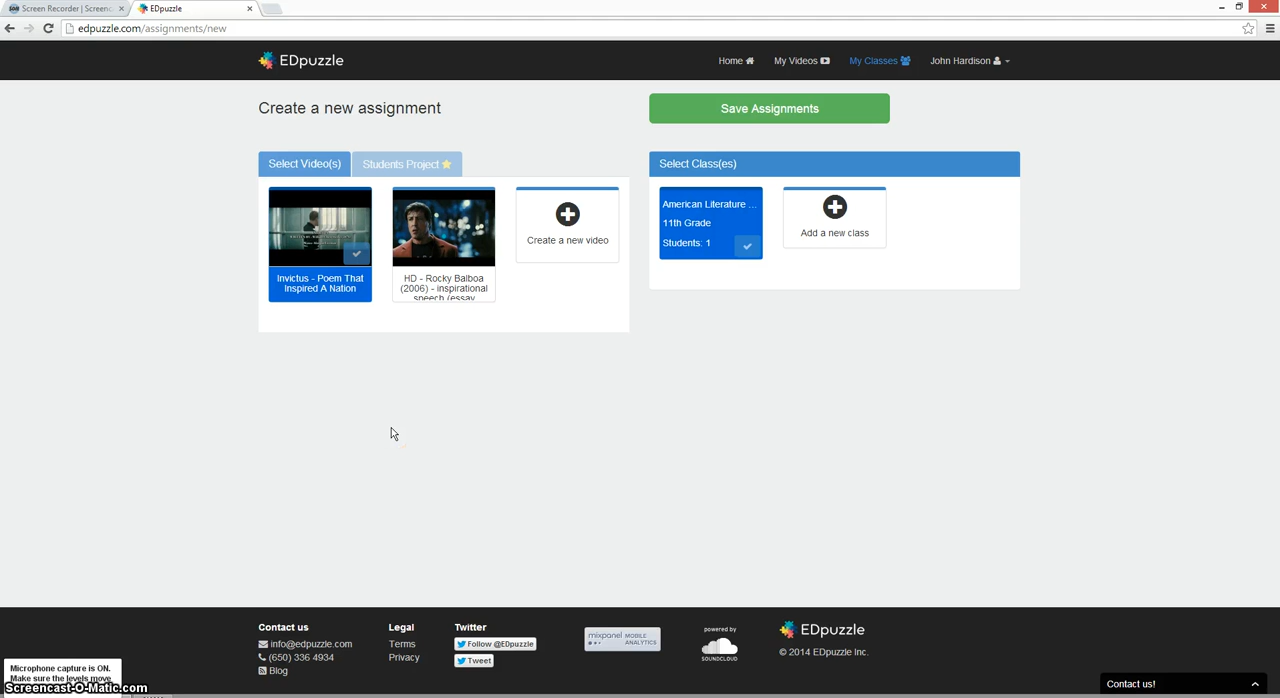 Screen Recorder | Screenc
EDpuzzle
edpuzzle.com/assignments/new
EDpuzzle
Home
My Videos
My Classes
John Hardison
Create a new assignment
Save Assignments
Select Video(s)
Students Project
Select Class(es)
Invictus - Poem That
Inspired A Nation
HD - Rocky Balboa
(2006) - inspirational
speech (essay
Create a new video
American Literature ...
11th Grade
Students: 1
Add a new class
Contact us
info@edpuzzle.com
(650) 336 4934
Blog
Legal
Terms
Privacy
Twitter
Follow @EDpuzzle
Tweet
mixpanel MOBILE
ANALYTICS
powered by
SOUNDCLOUD
EDpuzzle
© 2014 EDpuzzle Inc.
Microphone capture is ON.
Make sure the levels move
Screencast-O-Matic.com
Contact us!